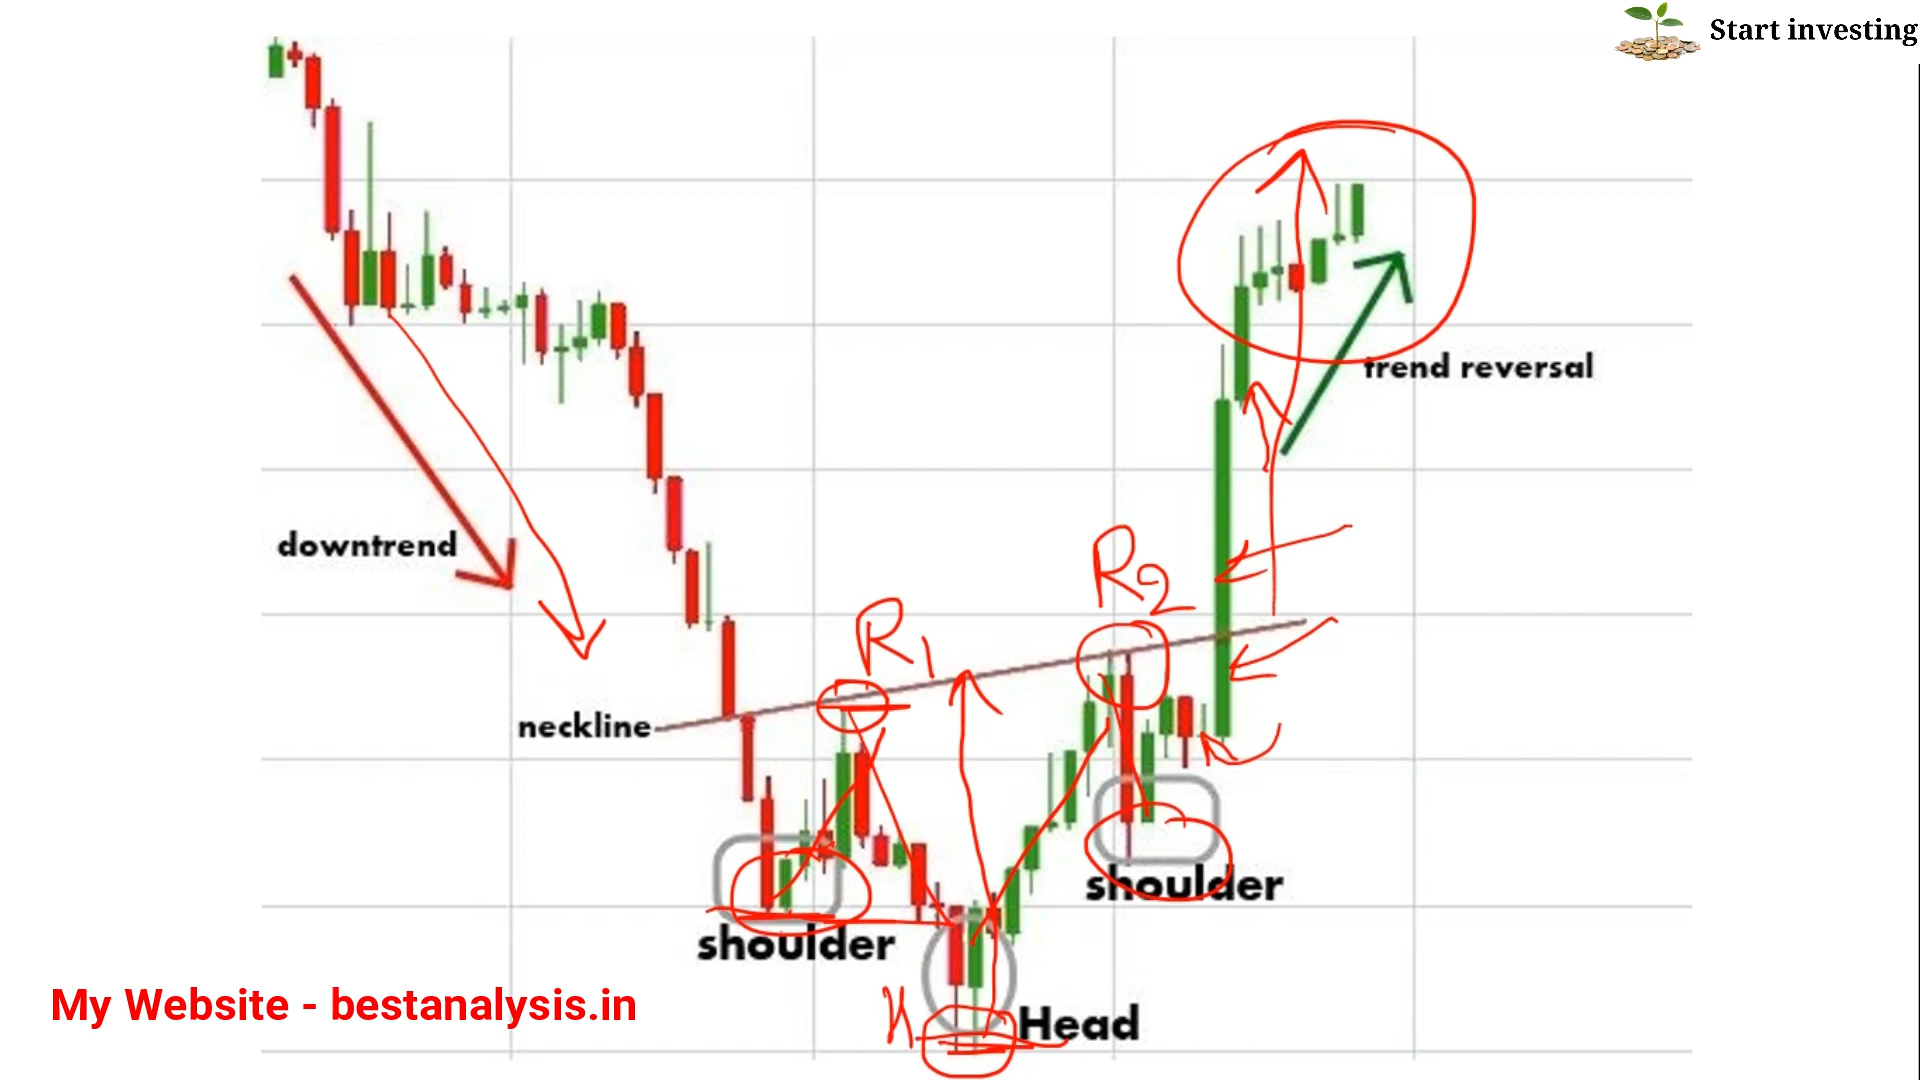 Start investing
trend reversal
downtrend
R2
R1
neckline
shoulder
shoulder
H
Head
My Website - bestanalysis.in